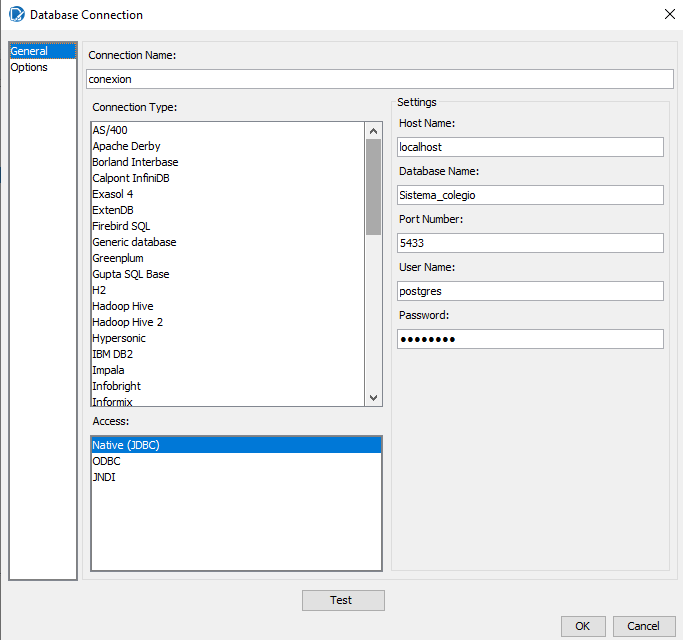 Database Connection
General
Options
Connection Name:
conexion
Connection Type:
AS/400
Apache Derby
Borland Interbase
Calpont InfiniDB
Exasol 4
ExtenDB
Firebird SQL
Generic database
Greenplum
Gupta SQL Base
H2
Hadoop Hive
Hadoop Hive 2
Hypersonic
IBM DB2
Impala
Infobright
Informix
Access:
Native (JDBC)
ODBC
JNDI
Settings
Host Name:
localhost
Database Name:
Sistema_colegio
Port Number:
5433
User Name:
postgres
Password:
●●●●●●●●
Test
OK
Cancel